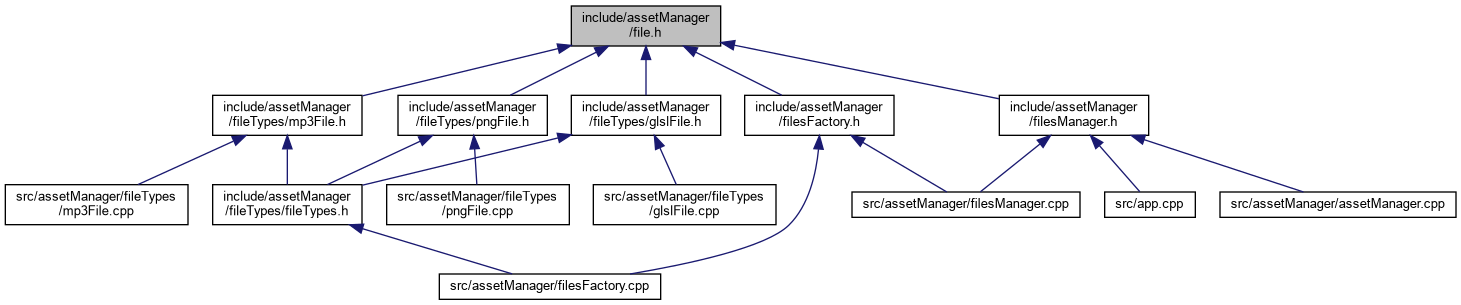 include/assetManager
/file.h
include/assetManager
/fileTypes/mp3File.h
include/assetManager
/fileTypes/pngFile.h
include/assetManager
/fileTypes/glslFile.h
include/assetManager
/filesFactory.h
include/assetManager
/filesManager.h
src/assetManager/fileTypes
/mp3File.cpp
include/assetManager
/fileTypes/fileTypes.h
src/assetManager/fileTypes
/pngFile.cpp
src/assetManager/fileTypes
/glslFile.cpp
src/assetManager/filesManager.cpp
src/app.cpp
src/assetManager/assetManager.cpp
src/assetManager/filesFactory.cpp